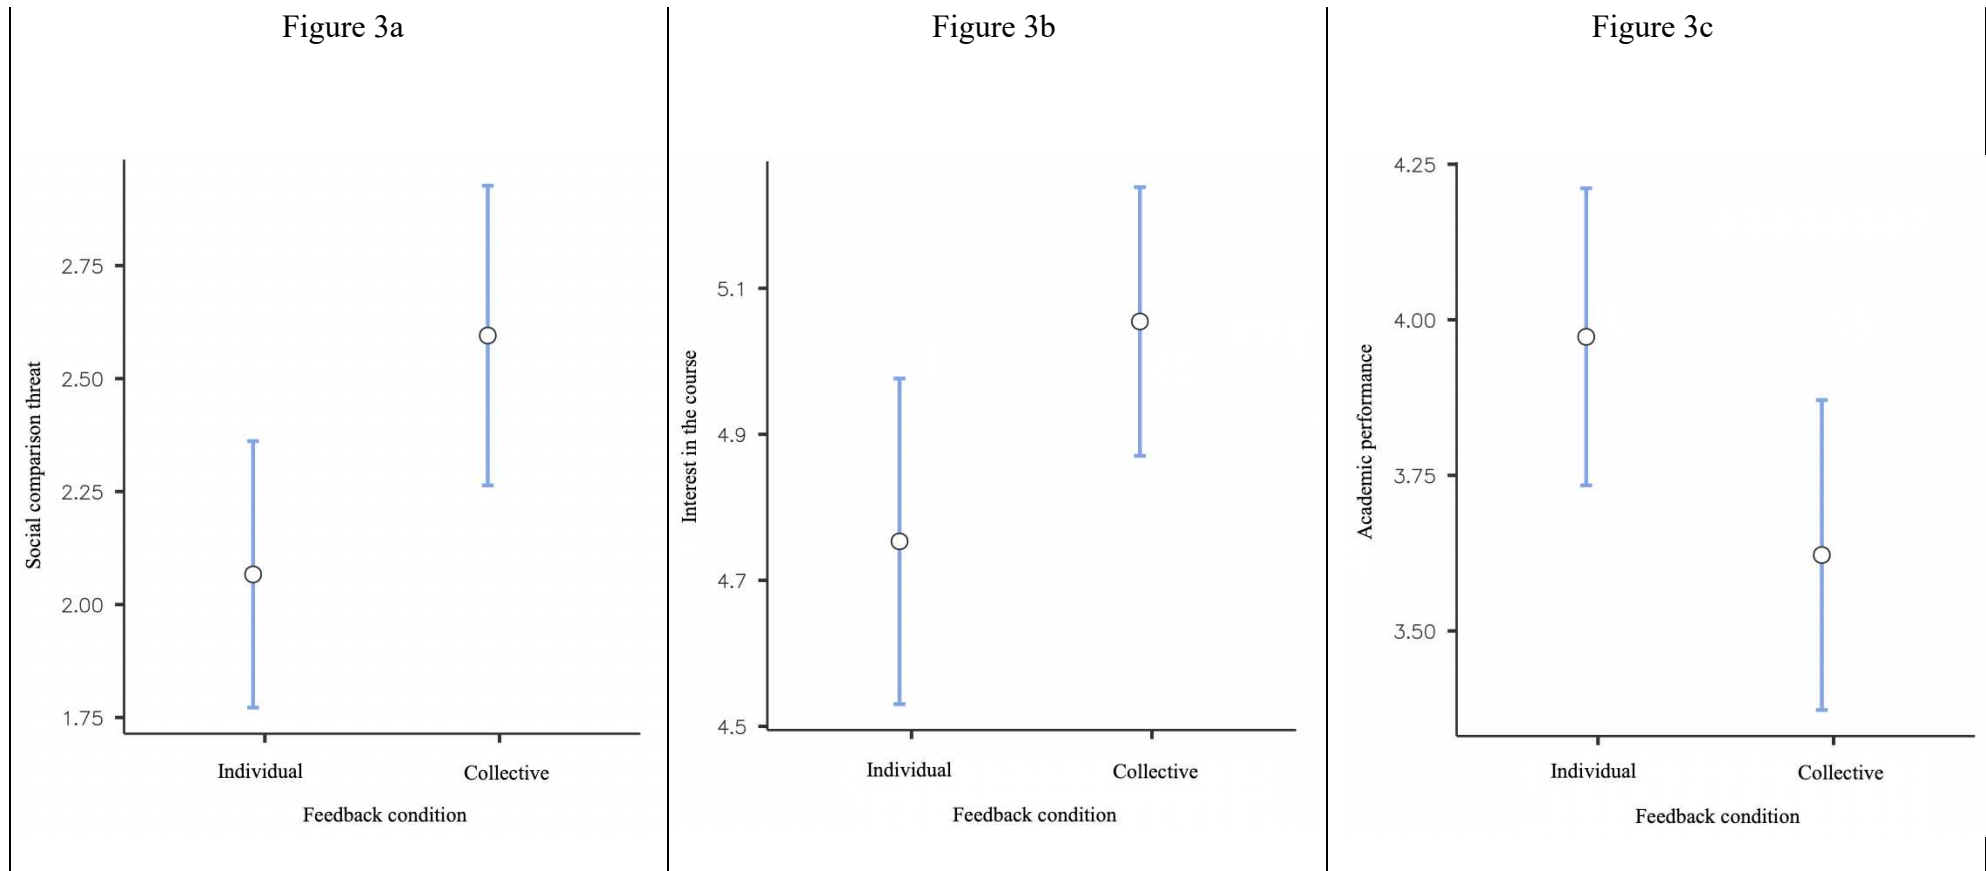 Figure 3a
Social comparison threat
2.75
2.50
2.25
2.00
1.75
Individual
Collective
Feedback condition
Figure 3b
Interest in the course
5.1
4.9
4.7
4.5
Individual
Collective
Feedback condition
Figure 3c
Academic performance
4.25
4.00
3.75
3.50
Individual
Collective
Feedback condition